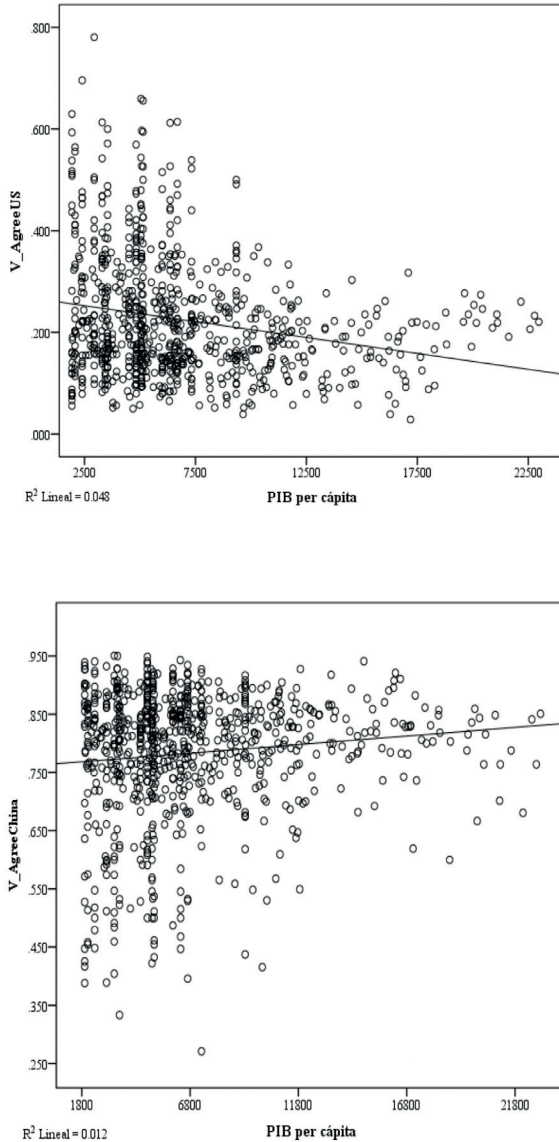 .800
.600
.400
.200
.000
V_AgreeUS
2500 7500 12500 17500 22500
R² Lineal = 0.048
PIB per cápita
.950
.850
.750
.650
.550
.450
.350
.250
V_AgreeChina
1800 6800 11800 16800 21800
R² Lineal = 0.012
PIB per cápita